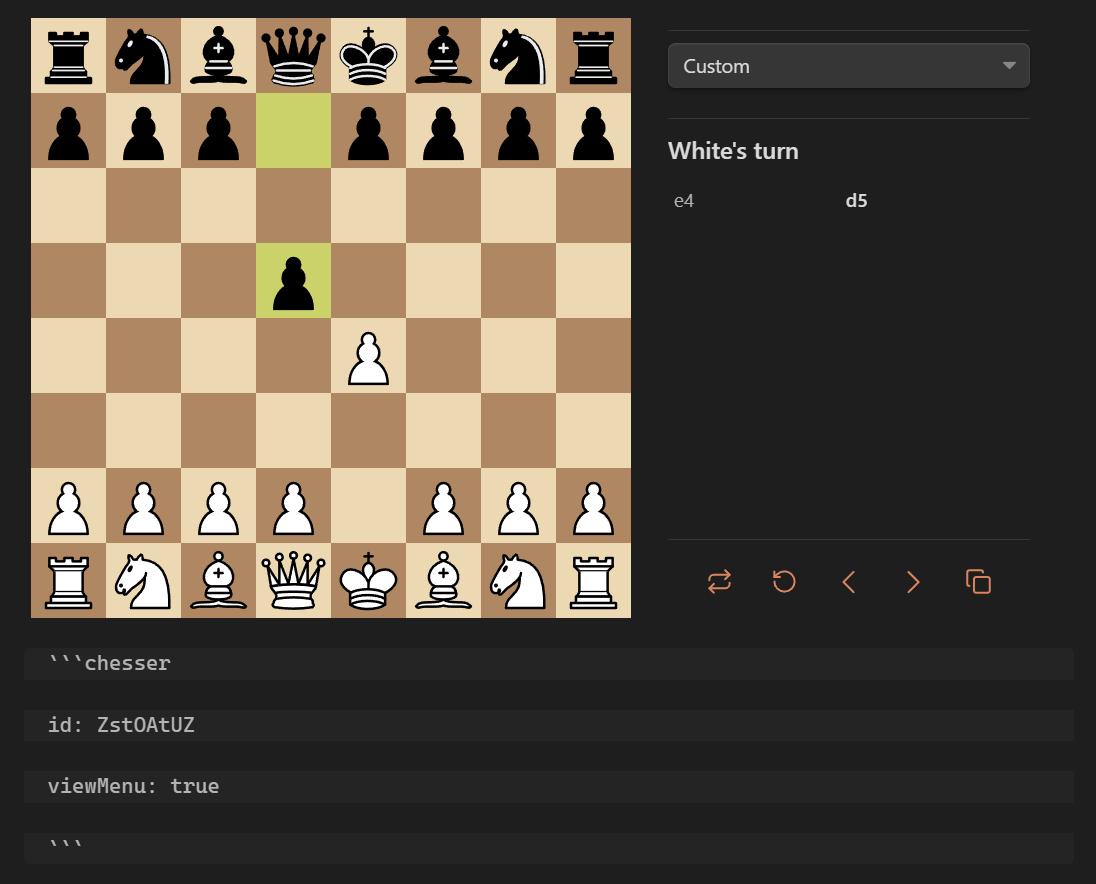 Custom
White's turn
e4 d5
```chesser
id: ZstOAtUZ
viewMenu: true
```